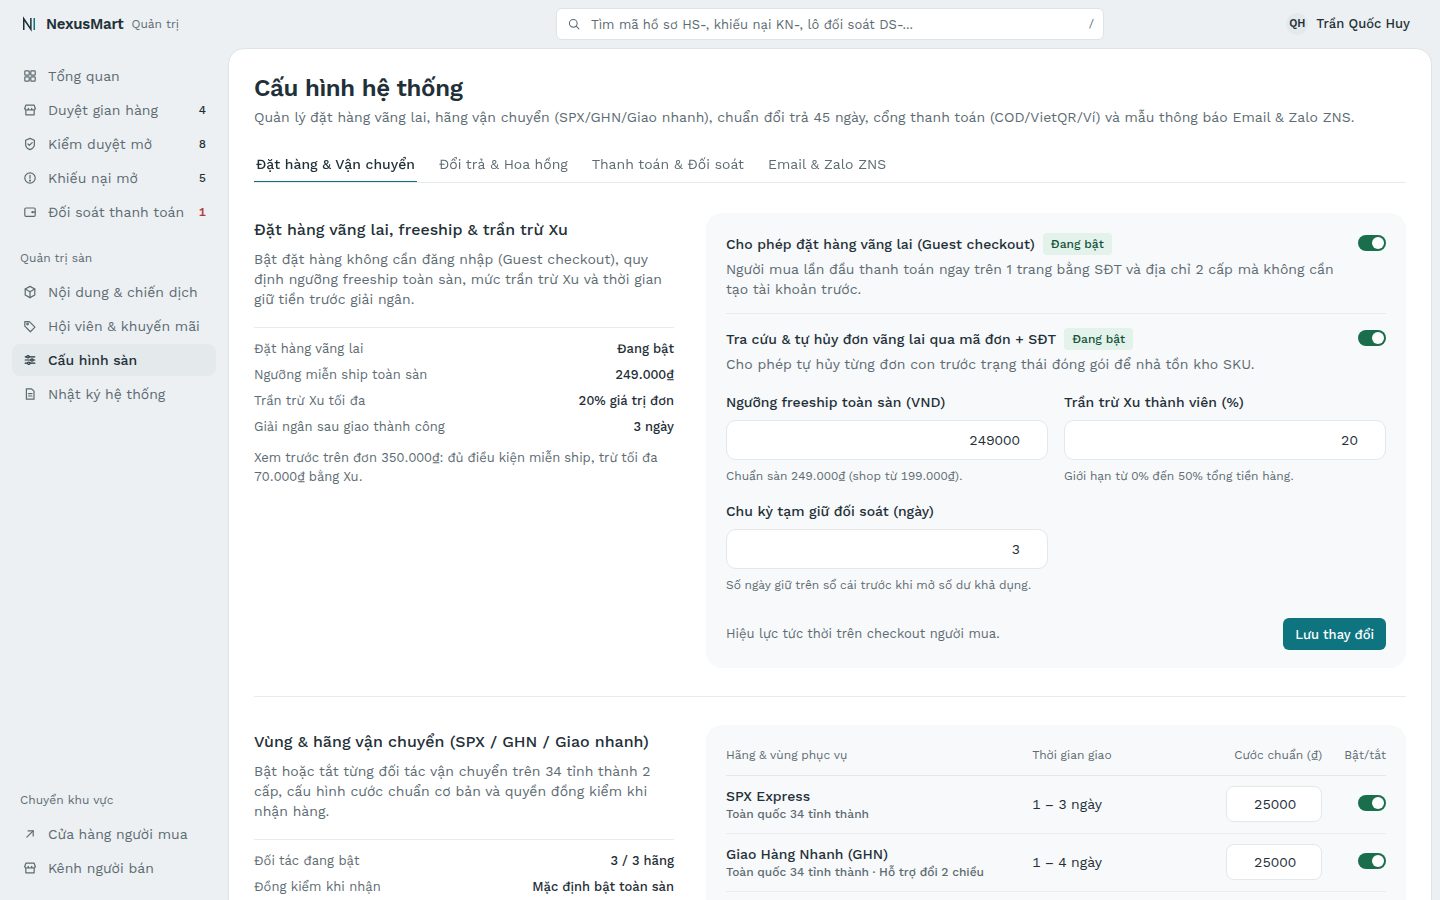 NexusMart Quản trị
Tìm mã hồ sơ HS-, khiếu nại KN-, lô đối soát DS-...
/
QH Trần Quốc Huy
Tổng quan
Duyệt gian hàng 4
Kiểm duyệt mở 8
Khiếu nại mở 5
Đối soát thanh toán 1
Quản trị sàn
Nội dung & chiến dịch
Hội viên & khuyến mãi
Cấu hình sàn
Nhật ký hệ thống
Chuyển khu vực
Cửa hàng người mua
Kênh người bán
Cấu hình hệ thống
Quản lý đặt hàng vãng lai, hãng vận chuyển (SPX/GHN/Giao nhanh), chuẩn đổi trả 45 ngày, cổng thanh toán (COD/VietQR/Ví) và mẫu thông báo Email & Zalo ZNS.
Đặt hàng & Vận chuyển
Đổi trả & Hoa hồng
Thanh toán & Đối soát
Email & Zalo ZNS
Đặt hàng vãng lai, freeship & trần trừ Xu
Bật đặt hàng không cần đăng nhập (Guest checkout), quy
định ngưỡng freeship toàn sàn, mức trần trừ Xu và thời gian
giữ tiền trước giải ngân.
Đặt hàng vãng lai Đang bật
Ngưỡng miễn ship toàn sàn 249.000₫
Trần trừ Xu tối đa 20% giá trị đơn
Giải ngân sau giao thành công 3 ngày
Xem trước trên đơn 350.000₫: đủ điều kiện miễn ship, trừ tối đa
70.000₫ bằng Xu.
Cho phép đặt hàng vãng lai (Guest checkout) Đang bật
Người mua lần đầu thanh toán ngay trên 1 trang bằng SĐT và địa chỉ 2 cấp mà không cần
tạo tài khoản trước.
Tra cứu & tự hủy đơn vãng lai qua mã đơn + SĐT Đang bật
Cho phép tự hủy từng đơn con trước trạng thái đóng gói để nhả tồn kho SKU.
Ngưỡng freeship toàn sàn (VND)
249000
Chuẩn sàn 249.000₫ (shop từ 199.000₫).
Trần trừ Xu thành viên (%)
20
Giới hạn từ 0% đến 50% tổng tiền hàng.
Chu kỳ tạm giữ đối soát (ngày)
3
Số ngày giữ trên sổ cái trước khi mở số dư khả dụng.
Hiệu lực tức thời trên checkout người mua.
Lưu thay đổi
Vùng & hãng vận chuyển (SPX / GHN / Giao nhanh)
Bật hoặc tắt từng đối tác vận chuyển trên 34 tỉnh thành 2
cấp, cấu hình cước chuẩn cơ bản và quyền đồng kiểm khi
nhận hàng.
Đối tác đang bật 3 / 3 hãng
Đồng kiểm khi nhận Mặc định bật toàn sàn
Hãng & vùng phục vụ Thời gian giao Cước chuẩn (₫) Bật/tắt
SPX Express
Toàn quốc 34 tỉnh thành
1 – 3 ngày 25000
Giao Hàng Nhanh (GHN)
Toàn quốc 34 tỉnh thành · Hỗ trợ đổi 2 chiều
1 – 4 ngày 25000